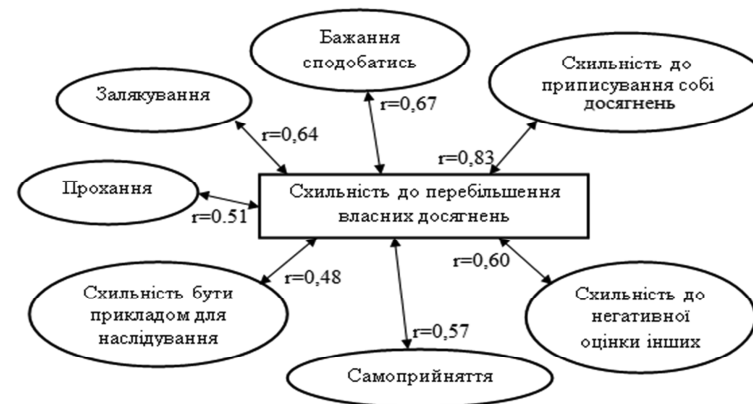 Бажання
сподобатись
Схильність до
приписування собі
досягнень
Залякування
r=0,67
r=0,64
r=0,83
Прохання
Схильність до перебільшення
власних досягнень
r=0.51
r=0,48
r=0,60
Схильність бути
прикладом для
наслідування
Схильність до
негативної
оцінки інших
r=0,57
Самоприйняття